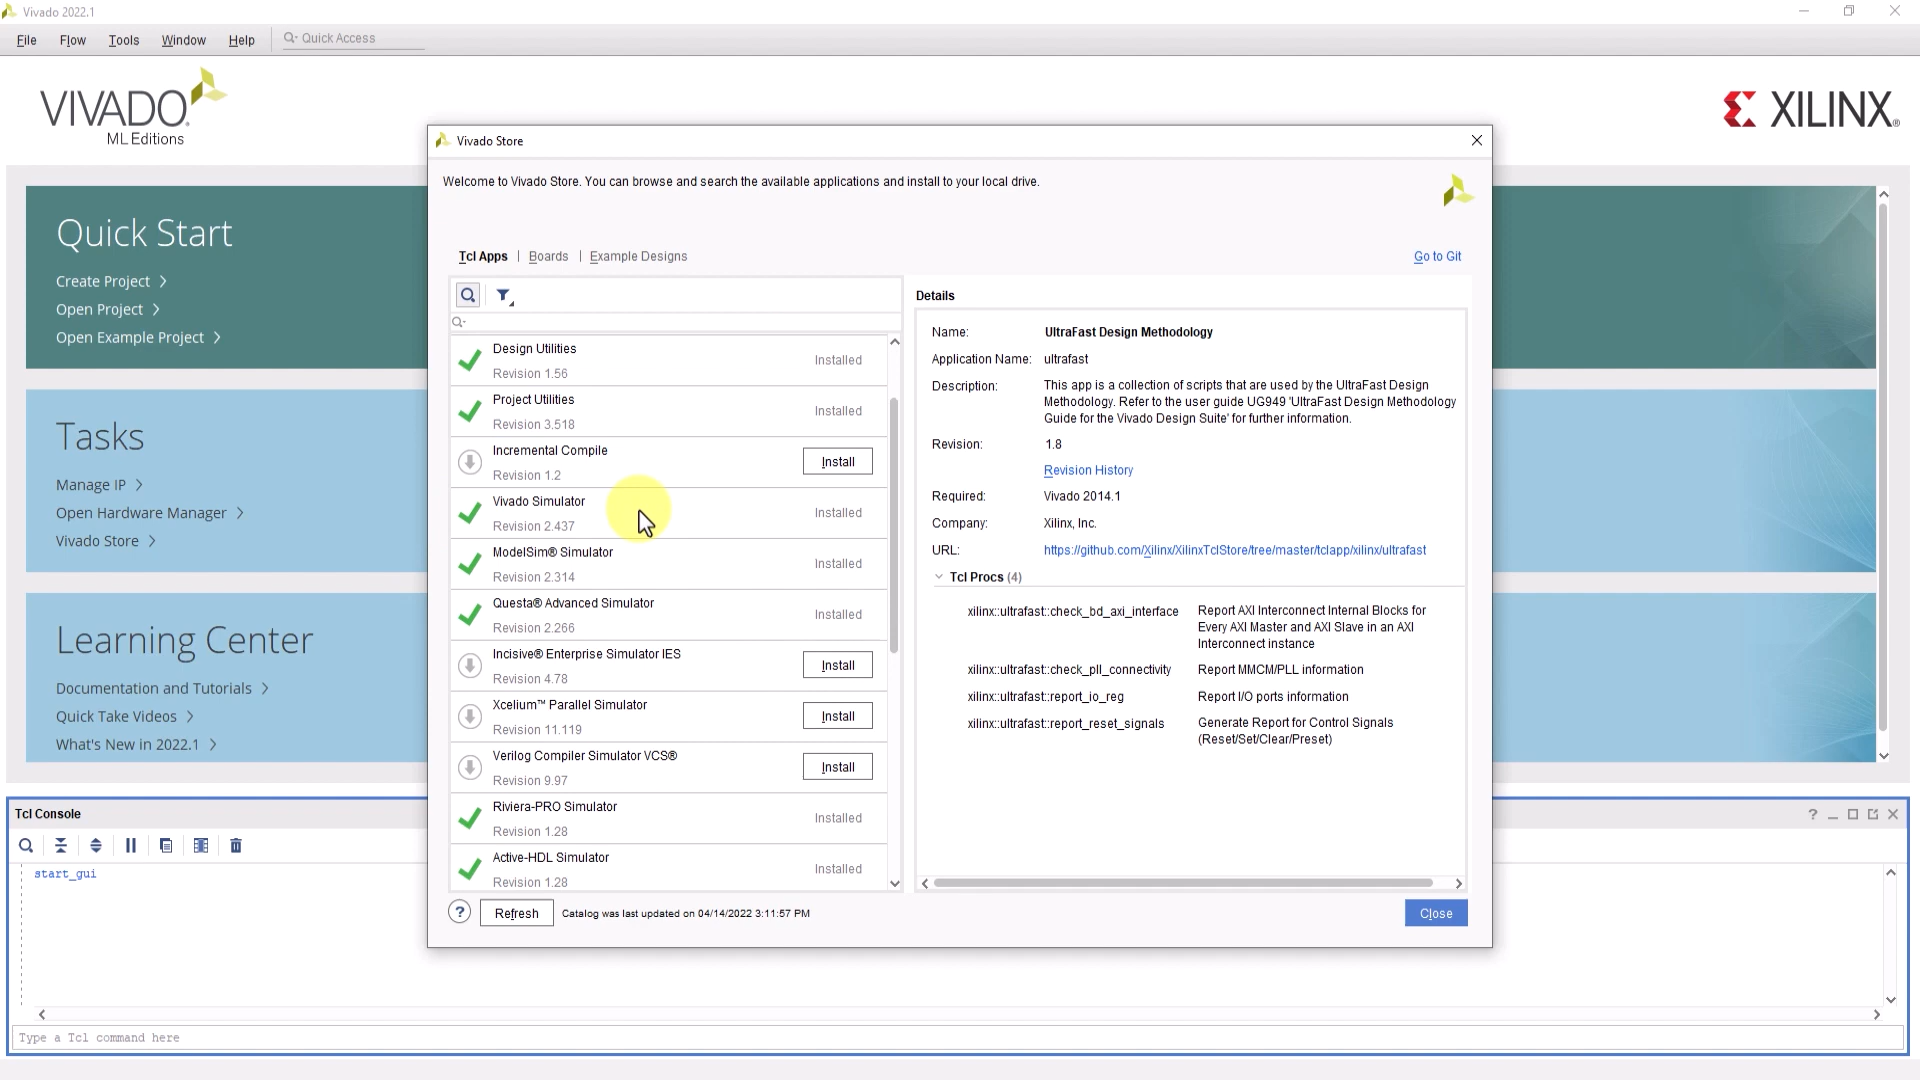 Vivado 2022.1
File Flow Tools Window Help Quick Access
VIVADO
ML Editions
XILINX
Quick Start
Create Project
Open Project
Open Example Project
Tasks
Manage IP
Open Hardware Manager
Vivado Store
Learning Center
Documentation and Tutorials
Quick Take Videos
What's New in 2022.1
Vivado Store
Welcome to Vivado Store. You can browse and search the available applications and install to your local drive.
Tcl Apps | Boards | Example Designs
Go to Git
Design Utilities
Revision 1.56
Installed
Project Utilities
Revision 3.518
Installed
Incremental Compile
Revision 1.2
Install
Vivado Simulator
Revision 2.437
Installed
ModelSim® Simulator
Revision 2.314
Installed
Questa® Advanced Simulator
Revision 2.266
Installed
Incisive® Enterprise Simulator IES
Revision 4.78
Install
Xcelium™ Parallel Simulator
Revision 11.119
Install
Verilog Compiler Simulator VCS®
Revision 9.97
Install
Riviera-PRO Simulator
Revision 1.28
Installed
Active-HDL Simulator
Revision 1.28
Installed
Details
Name: UltraFast Design Methodology
Application Name: ultrafast
Description: This app is a collection of scripts that are used by the UltraFast Design
Methodology. Refer to the user guide UG949 'UltraFast Design Methodology
Guide for the Vivado Design Suite' for further information.
Revision: 1.8
Revision History
Required: Vivado 2014.1
Company: Xilinx, Inc.
URL: https://github.com/Xilinx/XilinxTclStore/tree/master/tclapp/xilinx/ultrafast
Tcl Procs (4)
xilinx::ultrafast::check_bd_axi_interface Report AXI Interconnect Internal Blocks for
Every AXI Master and AXI Slave in an AXI
Interconnect instance
xilinx::ultrafast::check_pll_connectivity Report MMCM/PLL information
xilinx::ultrafast::report_io_reg Report I/O ports information
xilinx::ultrafast::report_reset_signals Generate Report for Control Signals
(Reset/Set/Clear/Preset)
? Refresh Catalog was last updated on 04/14/2022 3:11:57 PM
Close
Tcl Console
?
start_gui
Type a Tcl command here